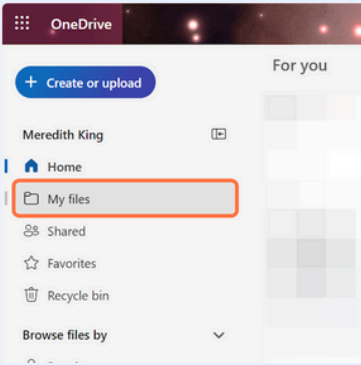 OneDrive
For you
+ Create or upload
Meredith King
Home
My files
Shared
Favorites
Recycle bin
Browse files by